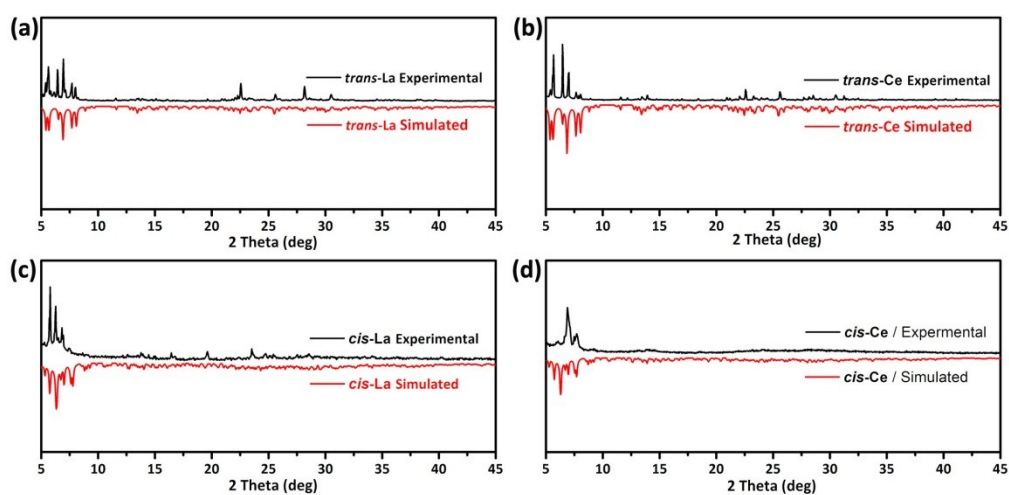 (a)
trans-La Experimental
trans-La Simulated
5 10 15 20 25 30 35 40 45
2 Theta (deg)
(b)
trans-Ce Experimental
trans-Ce Simulated
5 10 15 20 25 30 35 40 45
2 Theta (deg)
(c)
cis-La Experimental
cis-La Simulated
5 10 15 20 25 30 35 40 45
2 Theta (deg)
(d)
cis-Ce / Expermental
cis-Ce / Simulated
5 10 15 20 25 30 35 40 45
2 Theta (deg)